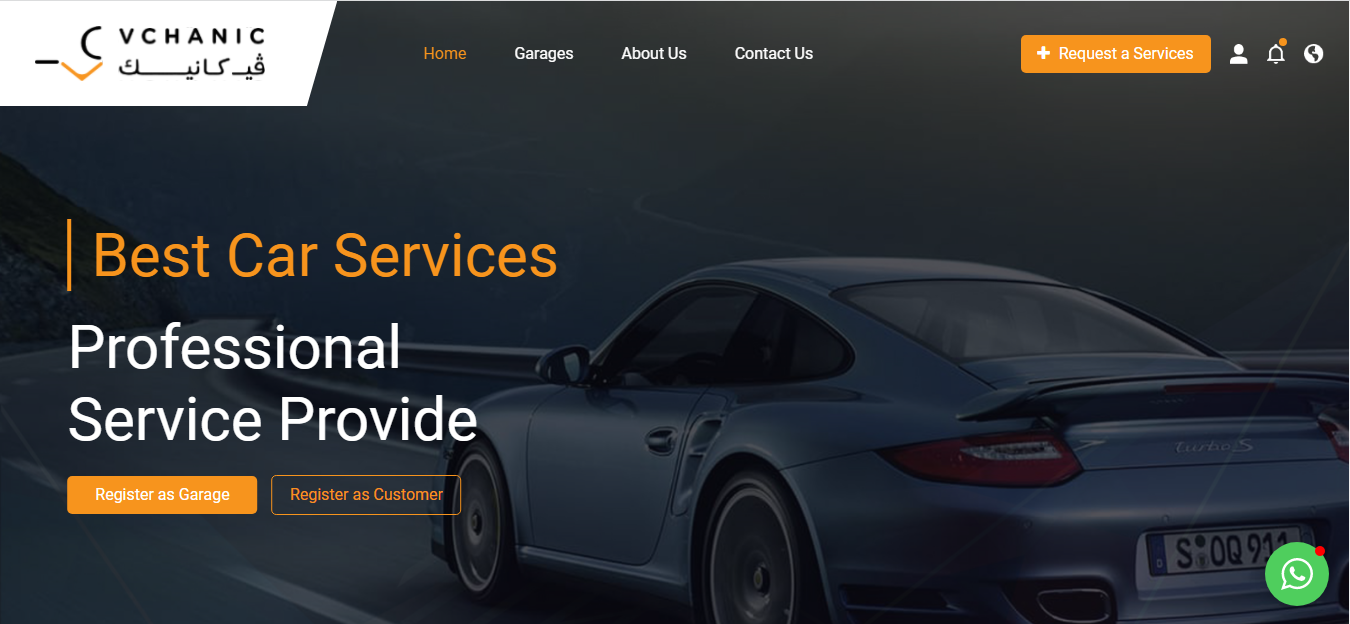 VCHANIC
ڤيـكـانيـــك
Home
Garages
About Us
Contact Us
Request a Services
Best Car Services
Professional
Service Provide
Register as Garage
Register as Customer
turbo S
S OQ 911